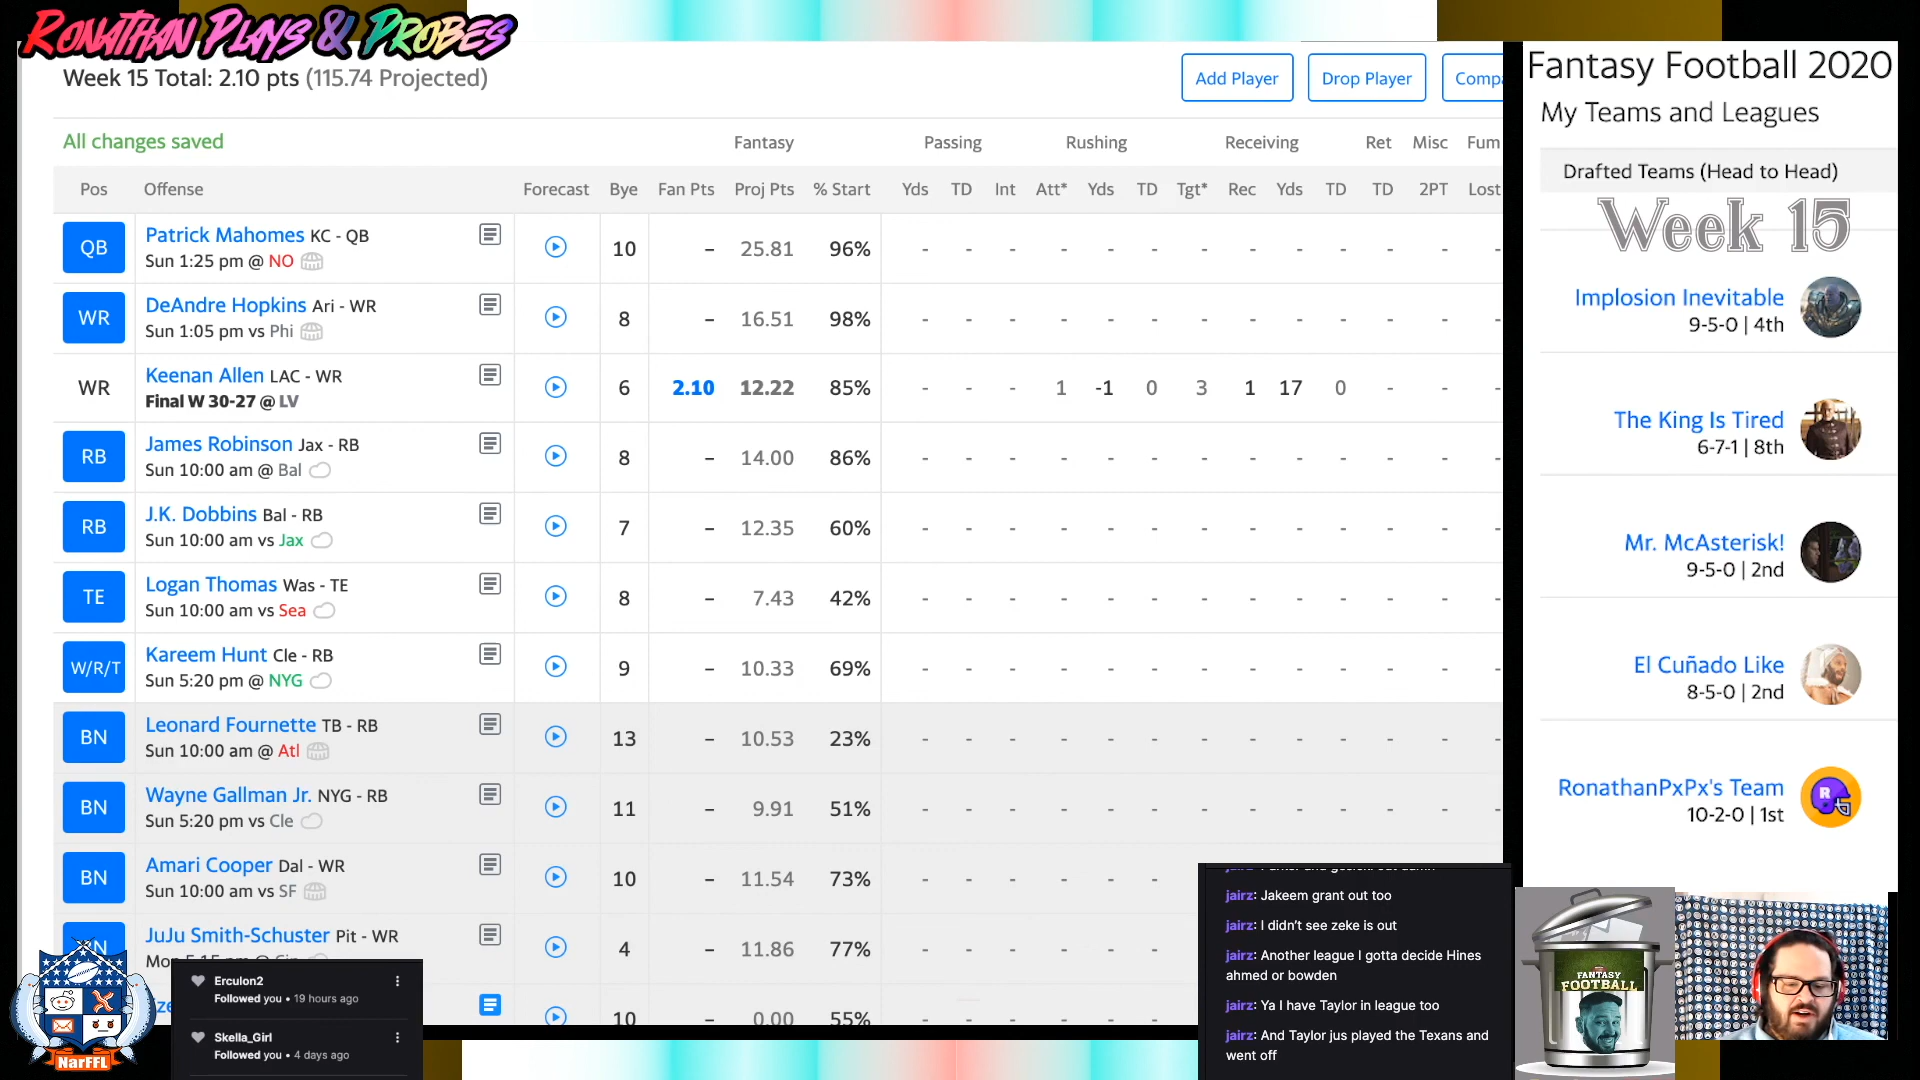 RONATHAN PLAYS & PROBES
Week 15 Total: 2.10 pts (115.74 Projected)
Add Player
Drop Player
Compa
All changes saved
Fantasy
Passing
Rushing
Receiving
Ret
Misc
Fum
Pos
Offense
Forecast
Bye
Fan Pts
Proj Pts
% Start
Yds
TD
Int
Att*
Yds
TD
Tgt*
Rec
Yds
TD
TD
2PT
Lost
QB Patrick Mahomes KC - QB
Sun 1:25 pm @ NO
10 – 25.81 96% - - - - - - - - - - - - -
WR DeAndre Hopkins Ari - WR
Sun 1:05 pm vs Phi
8 – 16.51 98% - - - - - - - - - - - - -
WR Keenan Allen LAC - WR
Final W 30-27 @ LV
6 2.10 12.22 85% - - - 1 -1 0 3 1 17 0 - - -
RB James Robinson Jax - RB
Sun 10:00 am @ Bal
8 – 14.00 86% - - - - - - - - - - - - -
RB J.K. Dobbins Bal - RB
Sun 10:00 am vs Jax
7 – 12.35 60% - - - - - - - - - - - - -
TE Logan Thomas Was - TE
Sun 10:00 am vs Sea
8 – 7.43 42% - - - - - - - - - - - - -
W/R/T Kareem Hunt Cle - RB
Sun 5:20 pm @ NYG
9 – 10.33 69% - - - - - - - - - - - - -
BN Leonard Fournette TB - RB
Sun 10:00 am @ Atl
13 – 10.53 23% - - - - - - - - - - - - -
BN Wayne Gallman Jr. NYG - RB
Sun 5:20 pm vs Cle
11 – 9.91 51% - - - - - - - - - - - - -
BN Amari Cooper Dal - WR
Sun 10:00 am vs SF
10 – 11.54 73% - - - - - -
JuJu Smith-Schuster Pit - WR
4 – 11.86 77% - - - - - -
10 0.00 55%
Fantasy Football 2020
My Teams and Leagues
Drafted Teams (Head to Head)
Week 15
Implosion Inevitable
9-5-0 | 4th
The King Is Tired
6-7-1 | 8th
Mr. McAsterisk!
9-5-0 | 2nd
El Cuñado Like
8-5-0 | 2nd
RonathanPxPx's Team
10-2-0 | 1st
R
jairz: Jakeem grant out too
jairz: I didn't see zeke is out
jairz: Another league I gotta decide Hines
ahmed or bowden
jairz: Ya I have Taylor in league too
jairz: And Taylor jus played the Texans and
went off
Erculon2
Followed you • 19 hours ago
Skella_Girl
Followed you • 4 days ago
NarFFL
FANTASY
FOOTBALL